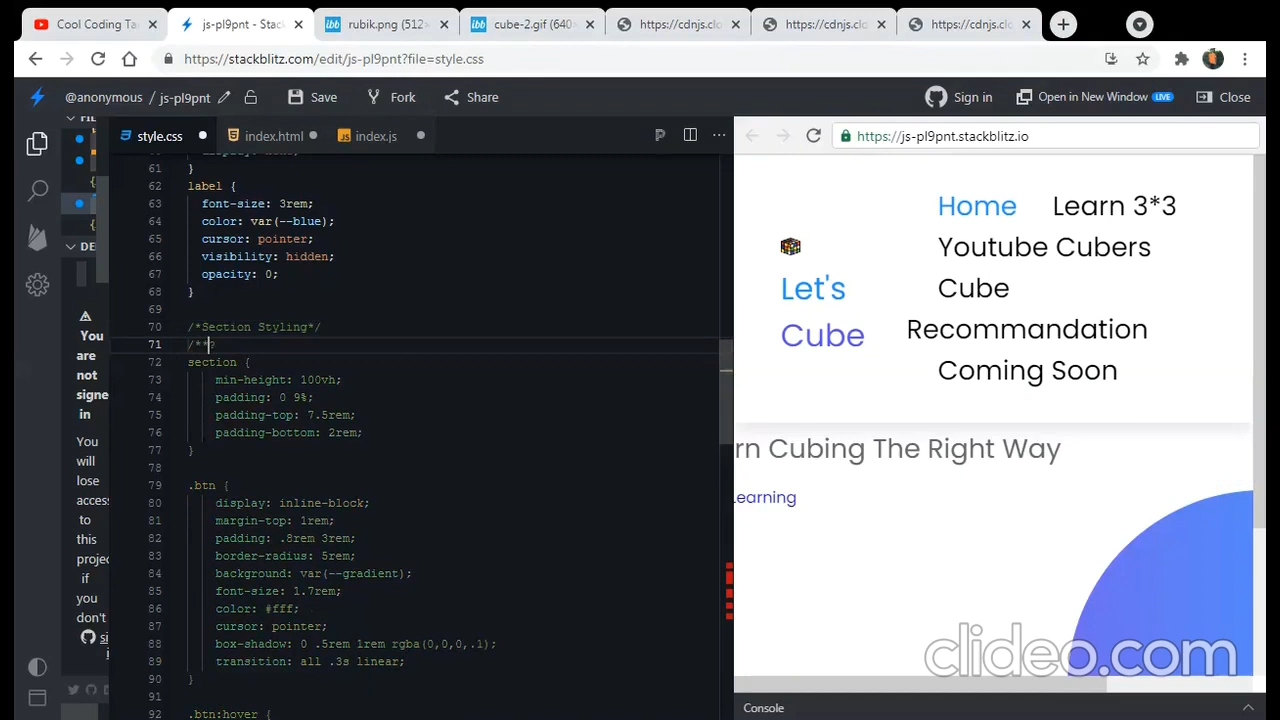 Cool Coding Ta
js-pl9pnt - Stack
rubik.png (512×
cube-2.gif (640×
https://cdnjs.clo
https://cdnjs.clo
https://cdnjs.clo
https://stackblitz.com/edit/js-pl9pnt?file=style.css
@anonymous / js-pl9pnt
Save
Fork
Share
Sign in
Open in New Window LIVE
Close
style.css
index.html
index.js
https://js-pl9pnt.stackblitz.io
61 }
62 label {
63 font-size: 3rem;
64 color: var(--blue);
65 cursor: pointer;
66 visibility: hidden;
67 opacity: 0;
68 }
69
70 /*Section Styling*/
71 /**?
72 section {
73 min-height: 100vh;
74 padding: 0 9%;
75 padding-top: 7.5rem;
76 padding-bottom: 2rem;
77 }
78
79 .btn {
80 display: inline-block;
81 margin-top: 1rem;
82 padding: .8rem 3rem;
83 border-radius: 5rem;
84 background: var(--gradient);
85 font-size: 1.7rem;
86 color: #fff;
87 cursor: pointer;
88 box-shadow: 0 .5rem 1rem rgba(0,0,0,.1);
89 transition: all .3s linear;
90 }
91
92 .btn:hover {
DE
You
are
not
signe
in
You
will
lose
access
to
this
projec
if
you
don't
si
Home Learn 3*3
Youtube Cubers
Cube
Recommandation
Coming Soon
Let's
Cube
rn Cubing The Right Way
Learning
clideo.com
Console